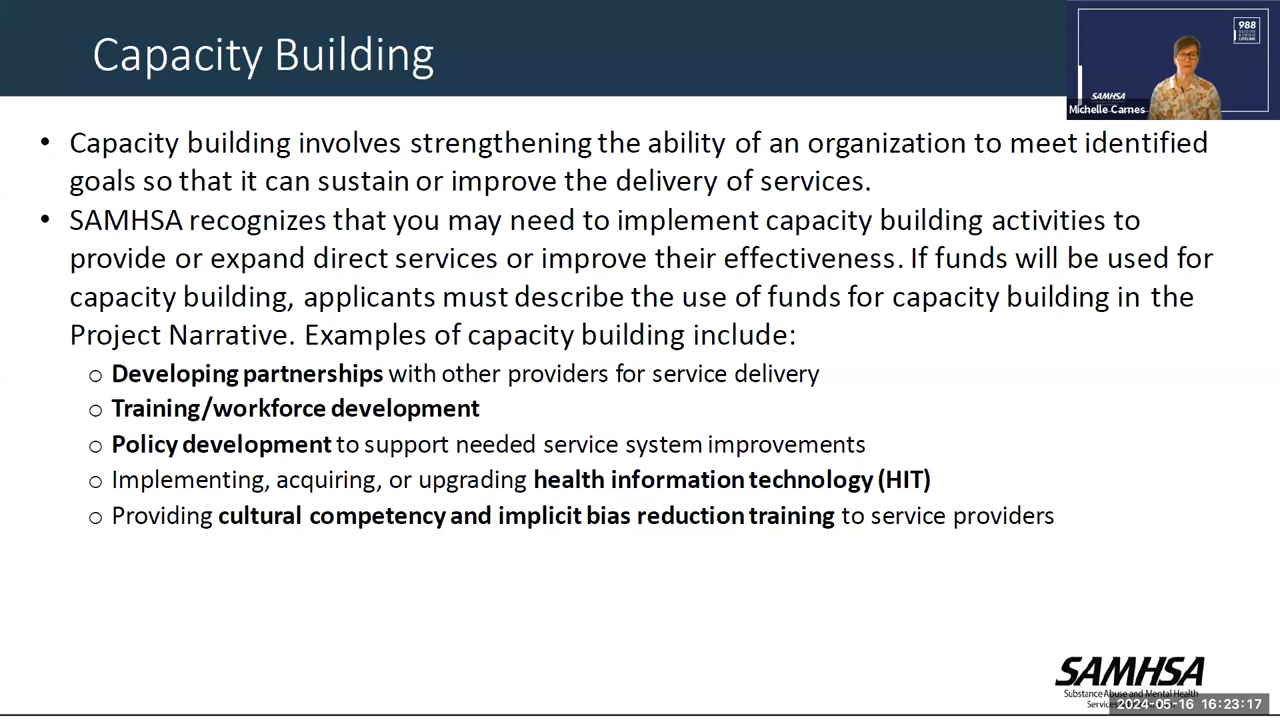 Capacity Building
988
SUICIDE
& CRISIS
LIFELINE
SAMHSA
Michelle Carnes
• Capacity building involves strengthening the ability of an organization to meet identified
goals so that it can sustain or improve the delivery of services.
• SAMHSA recognizes that you may need to implement capacity building activities to
provide or expand direct services or improve their effectiveness. If funds will be used for
capacity building, applicants must describe the use of funds for capacity building in the
Project Narrative. Examples of capacity building include:
o Developing partnerships with other providers for service delivery
o Training/workforce development
o Policy development to support needed service system improvements
o Implementing, acquiring, or upgrading health information technology (HIT)
o Providing cultural competency and implicit bias reduction training to service providers
SAMHSA
Substance Abuse and Mental Health
Services
2024-05-16 16:23:17